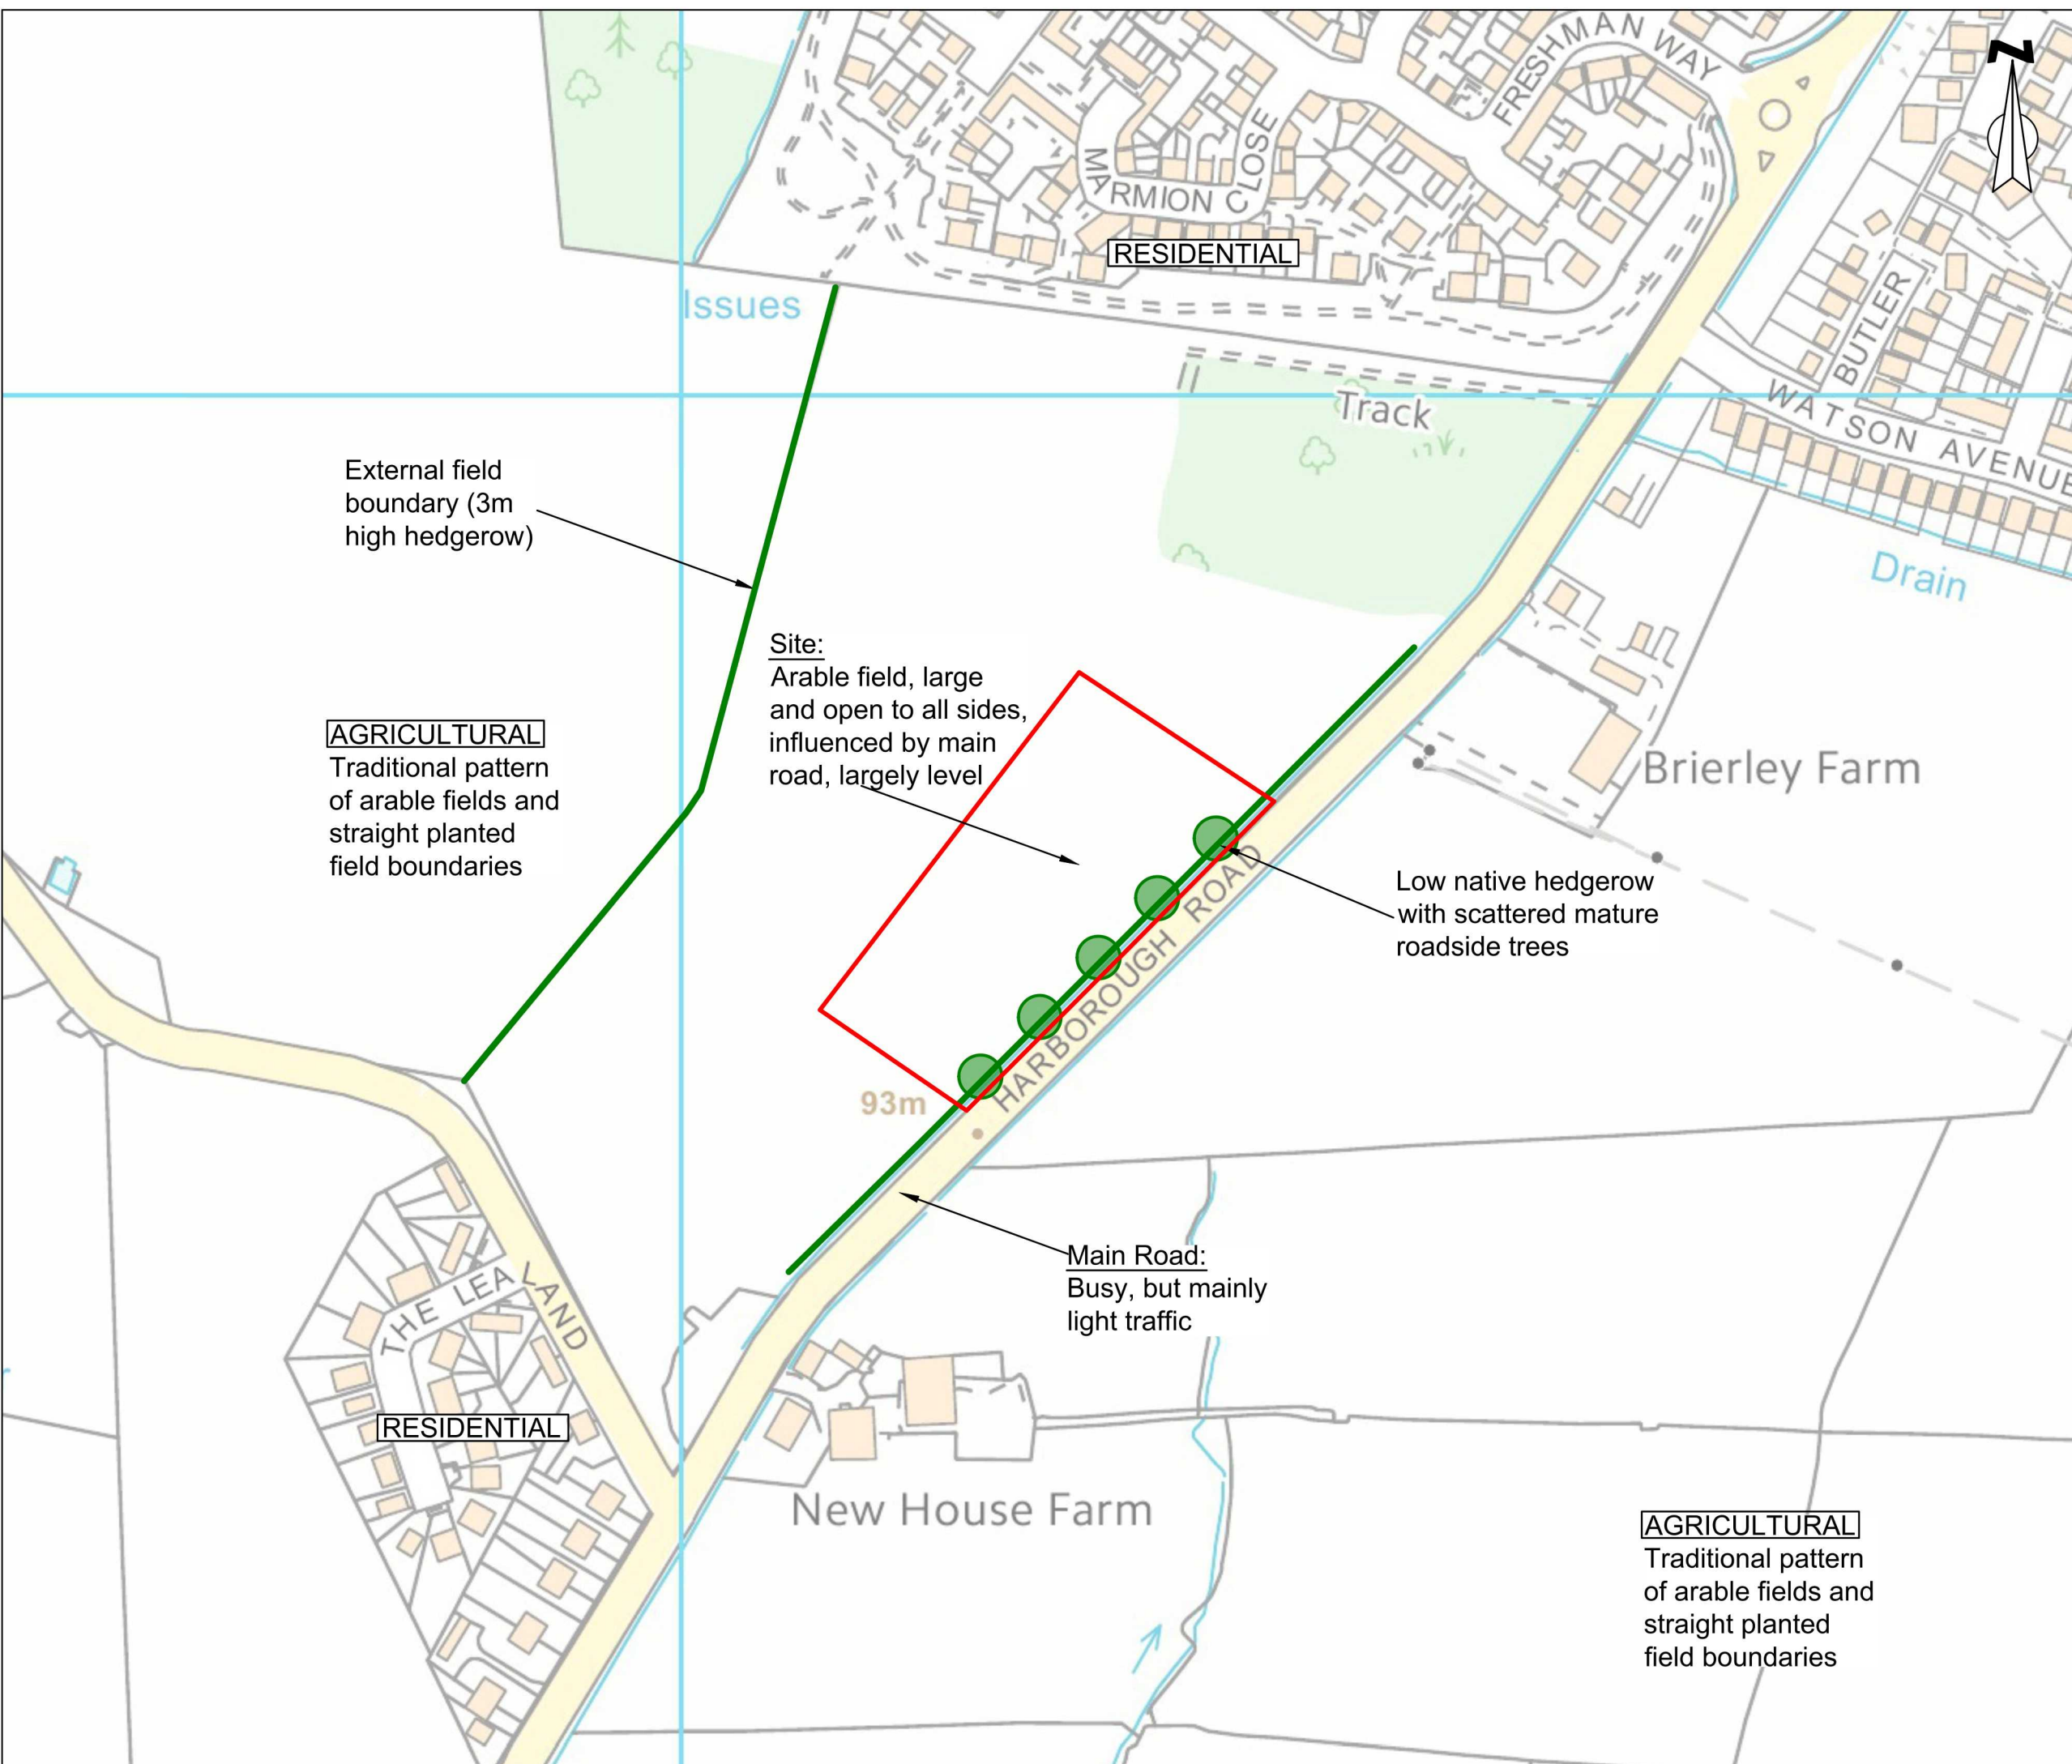 FRESHMAN WAY
N
MARMION CLOSE
RESIDENTIAL
BUTLER
Issues
Track
WATSON AVENUE
External field
boundary (3m
high hedgerow)
Drain
Site:
Arable field, large
and open to all sides,
influenced by main
road, largely level
AGRICULTURAL
Traditional pattern
of arable fields and
straight planted
field boundaries
Brierley Farm
Low native hedgerow
with scattered mature
roadside trees
HARBOROUGH ROAD
93m
Main Road:
Busy, but mainly
light traffic
THE LEALAND
RESIDENTIAL
New House Farm
AGRICULTURAL
Traditional pattern
of arable fields and
straight planted
field boundaries